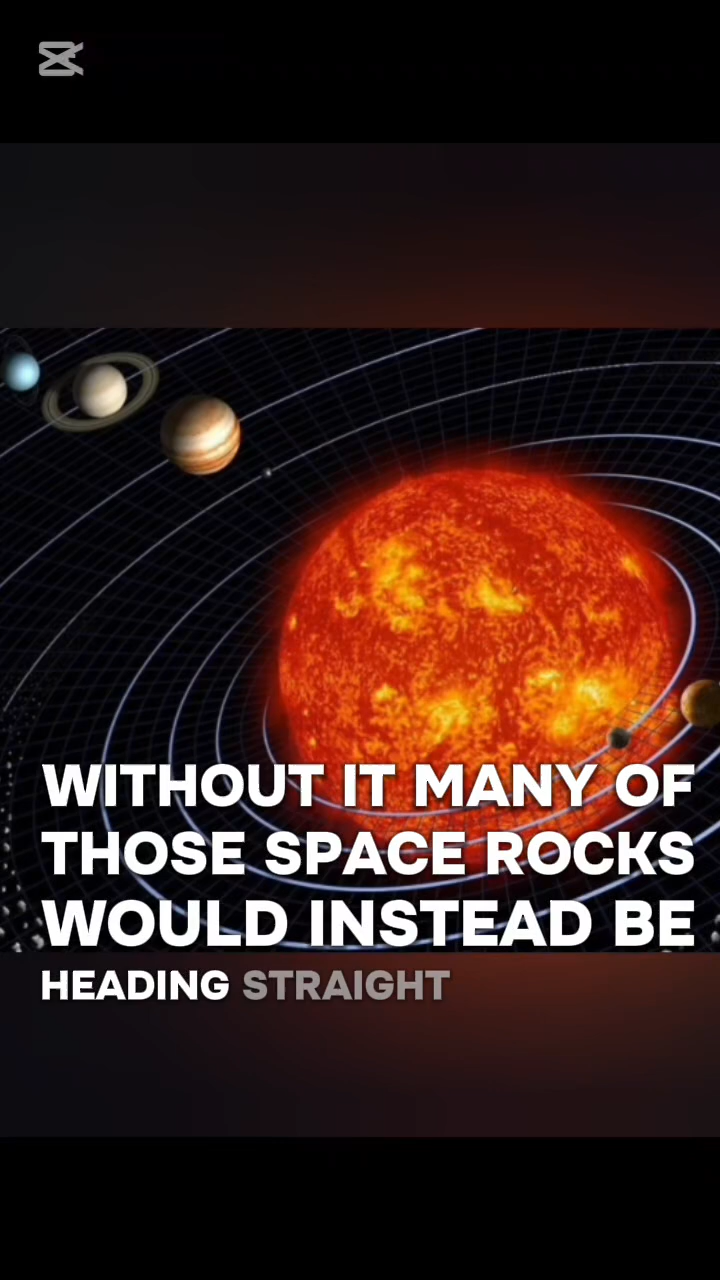 WITHOUT IT MANY OF
THOSE SPACE ROCKS
WOULD INSTEAD BE
HEADING STRAIGHT